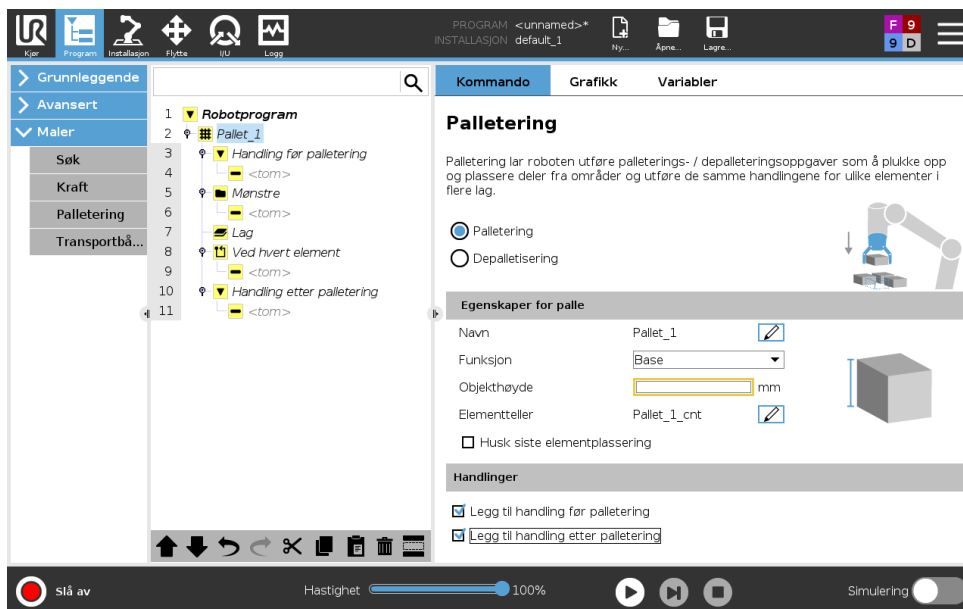 UR
Kjør
Program
Installasjon
Flytte
I/U
Logg
PROGRAM <unnamed>*
INSTALLASJON default_1
Ny...
Åpne...
Lagre...
F 9
9 D
Grunnleggende
Avansert
Maler
Søk
Kraft
Palletering
Transportbå...
1 Robotprogram
2 Pallet_1
3 Handling før palletering
4 <tom>
5 Mønstre
6 <tom>
7 Lag
8 Ved hvert element
9 <tom>
10 Handling etter palletering
11 <tom>
Kommando Grafikk Variabler
Palletering
Palletering lar roboten utføre palleterings- / depalleteringsoppgaver som å plukke opp
og plassere deler fra områder og utføre de samme handlingene for ulike elementer i
flere lag.
Palletering
Depalletisering
Egenskaper for palle
Navn Pallet_1
Funksjon Base
Objekthøyde mm
Elementteller Pallet_1_cnt
Husk siste elementplassering
Handlinger
Legg til handling før palletering
Legg til handling etter palletering
Slå av
Hastighet 100%
Simulering